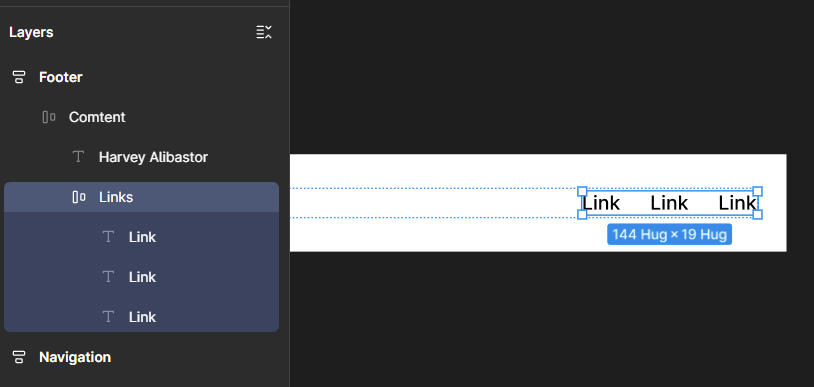 Layers
Footer
Comtent
Harvey Alibastor
Links
Link
Link
Link
Navigation
Link Link Link
144 Hug × 19 Hug